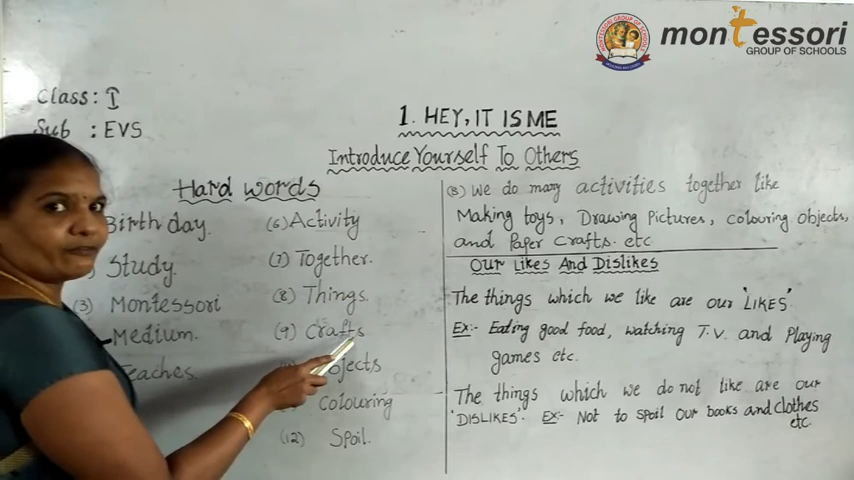 montessori
GROUP OF SCHOOLS
Class: I
Sub : EVS
1. HEY, IT IS ME
Introduce Yourself To Others
Hard words
Birthday.
Study.
(3) Montessori
Medium.
Teaches.
(6) Activity
(7) Together.
(8) Things.
(9) Crafts
jects
Colouring
(12) Spoil.
(8) We do many activities together like
Making toys, Drawing Pictures, colouring objects,
and Paper crafts. etc
Our Likes And Dislikes
The things which we like are our 'LIKES'.
Ex:- Eating good food, watching T.V. and Playing
games etc.
The things which we do not like are our
'DISLIKES'. Ex:- Not to spoil our books and clothes
etc.